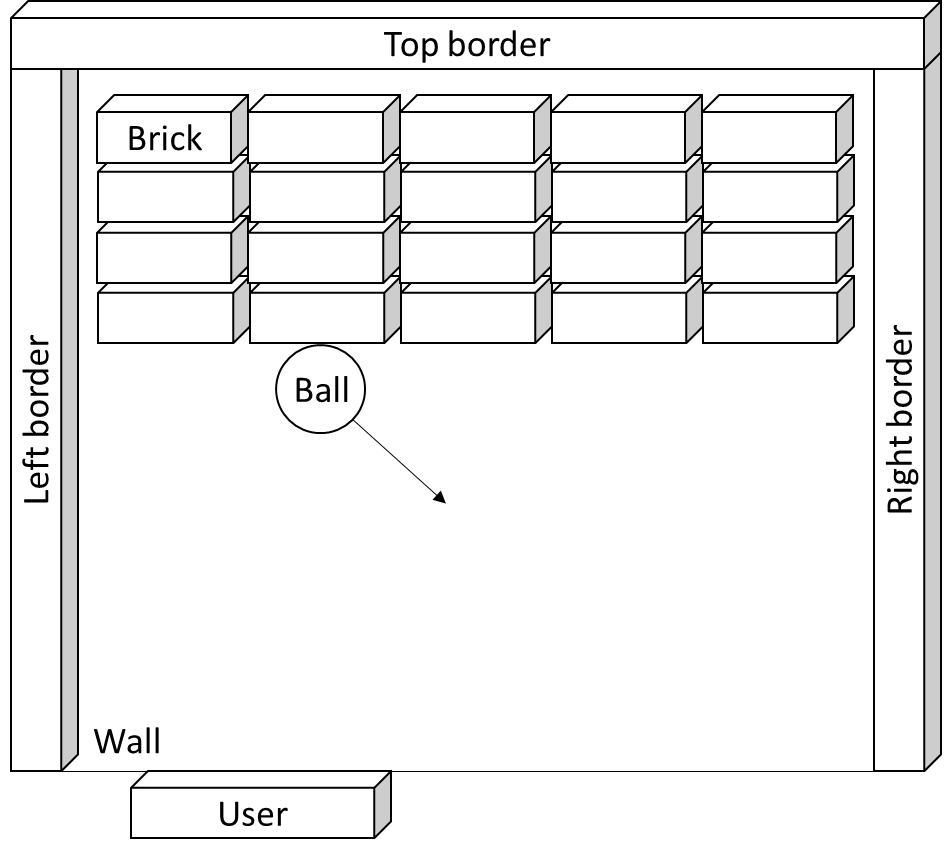 Top border
Brick
Left border
Ball
Right border
Wall
User